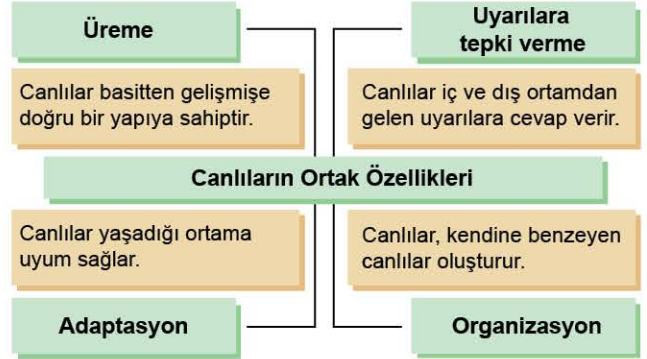 Üreme
Uyarılara
tepki verme
Canlılar basitten gelişmişe
doğru bir yapıya sahiptir.
Canlılar iç ve dış ortamdan
gelen uyarılara cevap verir.
Canlıların Ortak Özellikleri
Canlılar yaşadığı ortama
uyum sağlar.
Canlılar, kendine benzeyen
canlılar oluşturur.
Adaptasyon
Organizasyon